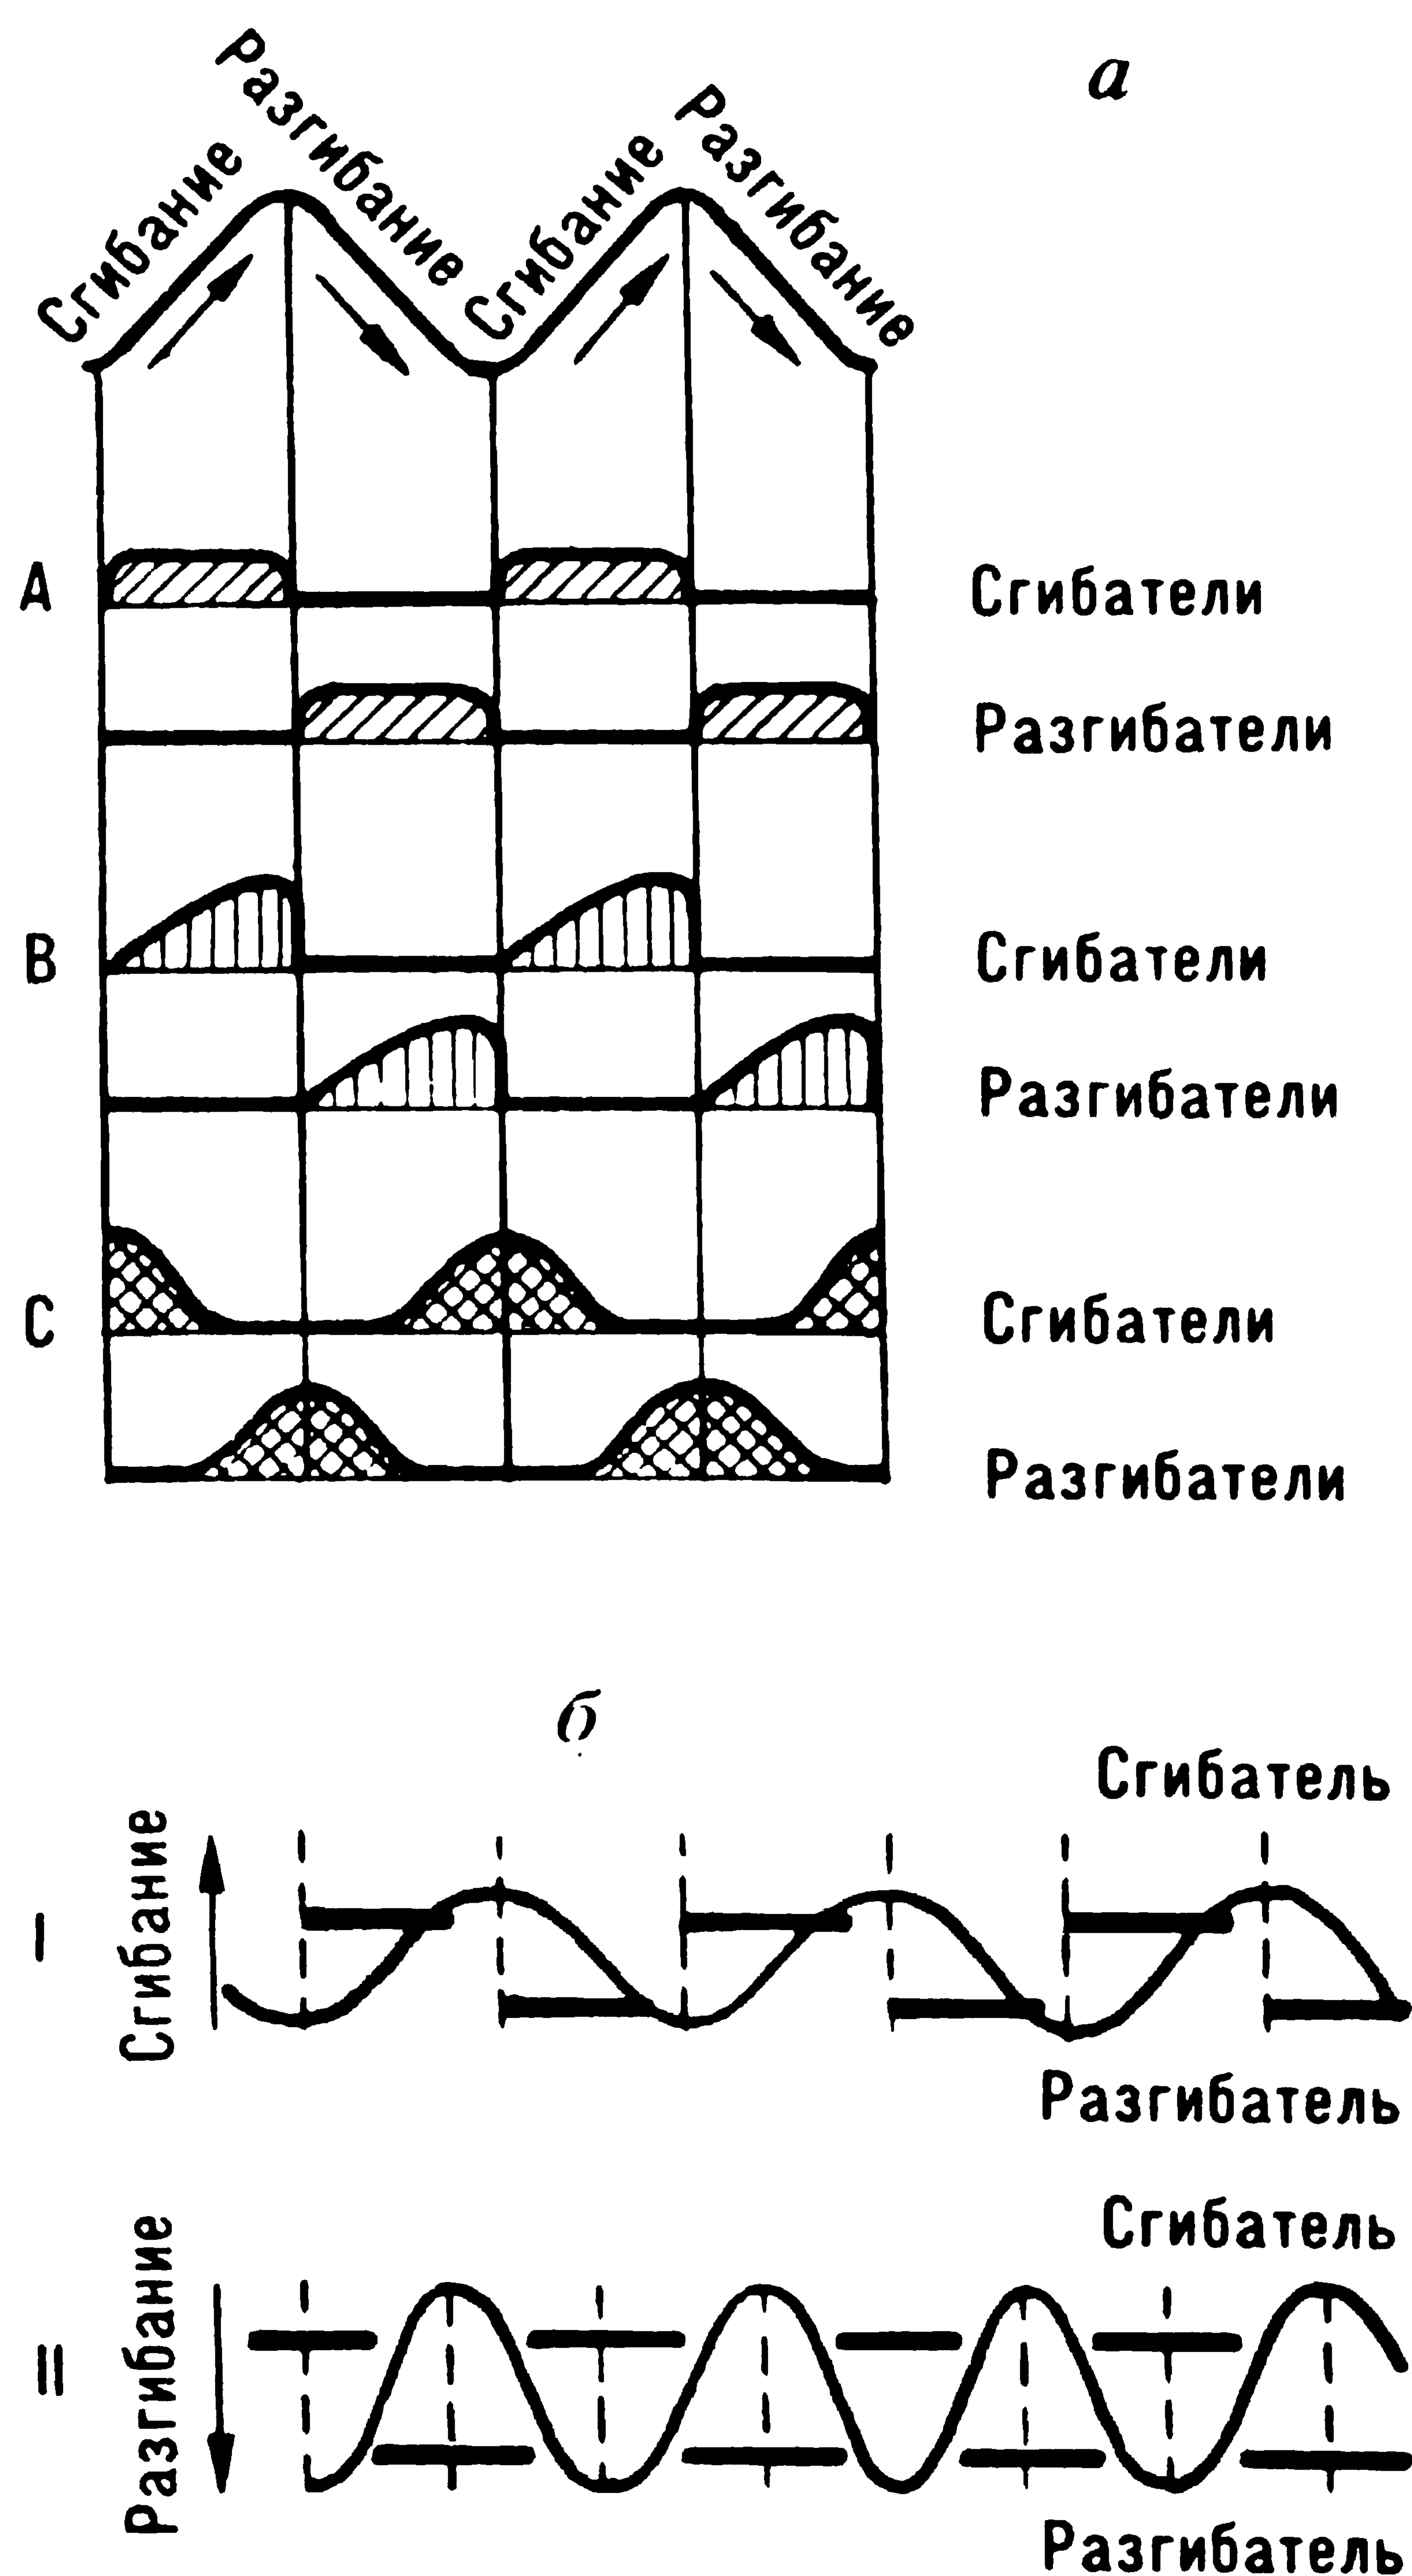 а
Сгибание
Разгибание
Сгибание
Разгибание
A
Сгибатели
Разгибатели
B
Сгибатели
Разгибатели
C
Сгибатели
Разгибатели
б
Сгибатель
I
Сгибание
Разгибатель
Сгибатель
II
Разгибание
Разгибатель